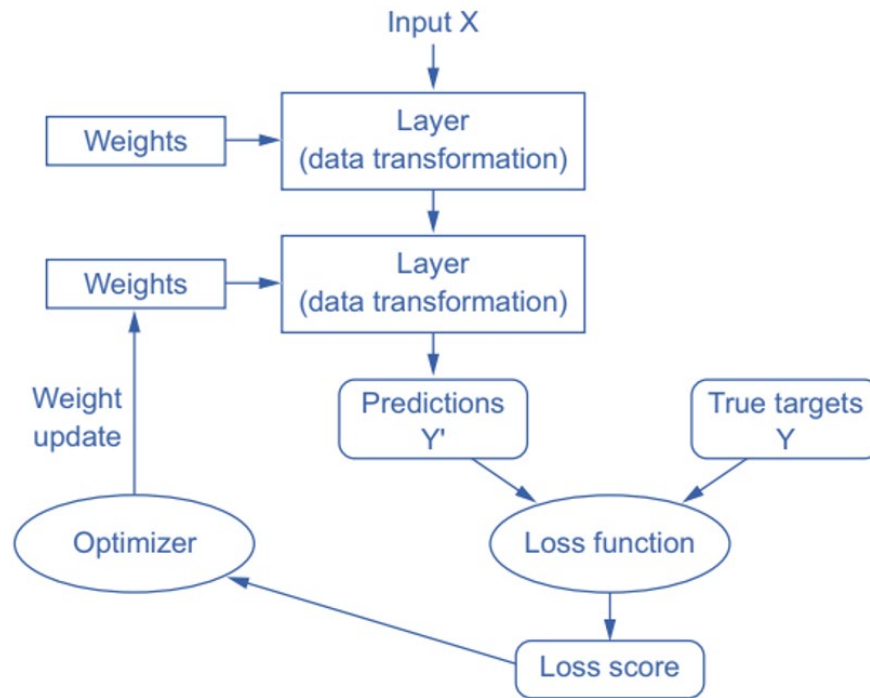 Input X
Weights
Layer
(data transformation)
Weights
Layer
(data transformation)
Weight
update
Predictions
Y'
True targets
Y
Optimizer
Loss function
Loss score